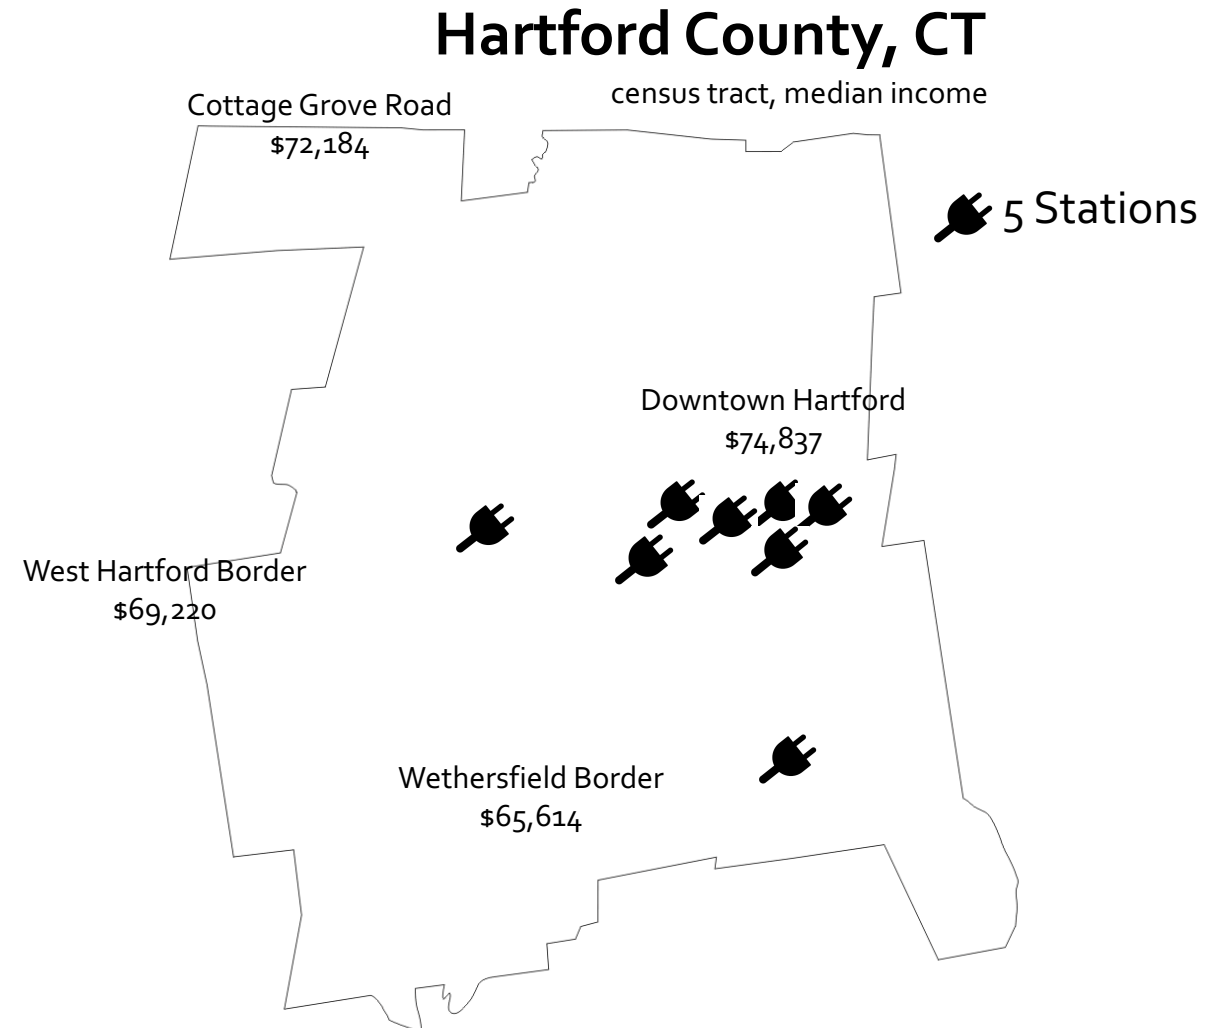 Hartford County, CT
census tract, median income
Cottage Grove Road
$72,184
5 Stations
Downtown Hartford
$74,837
West Hartford Border
$69,220
Wethersfield Border
$65,614